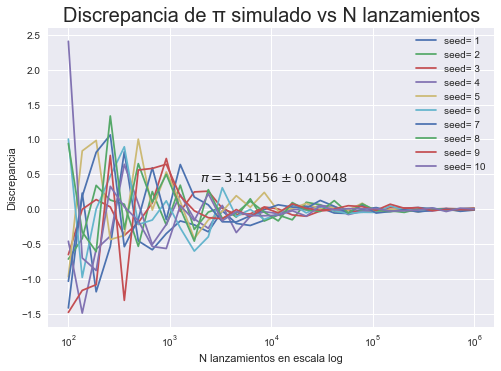 Discrepancia de π simulado vs N lanzamientos
2.5
2.0
1.5
1.0
0.5
0.0
−0.5
−1.0
−1.5
Discrepancia
seed= 1
seed= 2
seed= 3
seed= 4
seed= 5
seed= 6
seed= 7
seed= 8
seed= 9
seed= 10
π = 3.14156 ± 0.00048
10² 10³ 10⁴ 10⁵ 10⁶
N lanzamientos en escala log